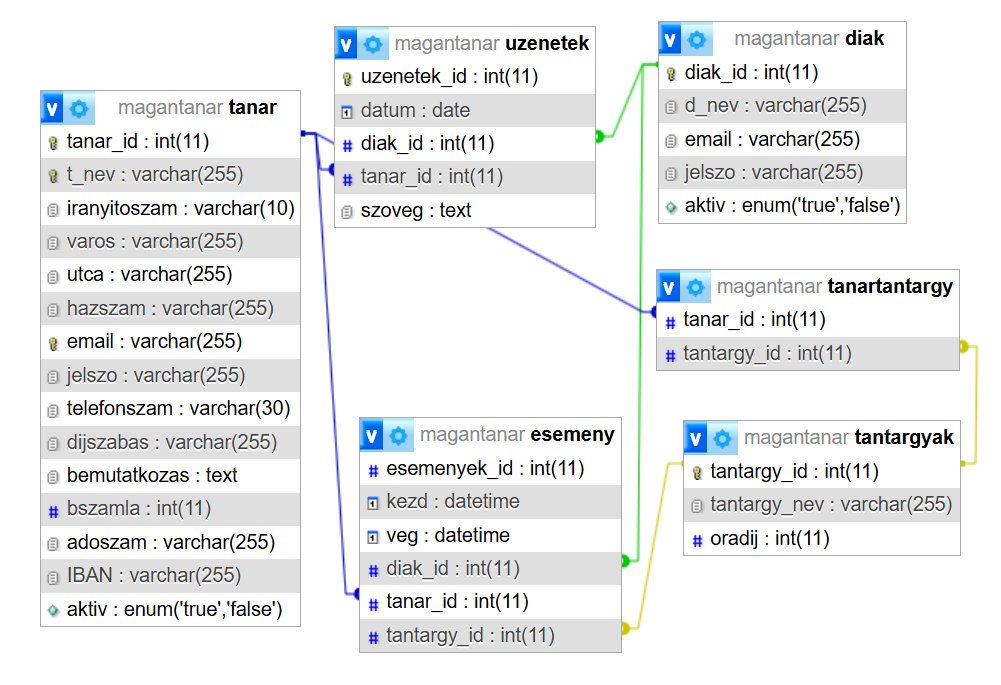 magantanar tanar
tanar_id : int(11)
t_nev : varchar(255)
iranyitoszam : varchar(10)
varos : varchar(255)
utca : varchar(255)
hazszam : varchar(255)
email : varchar(255)
jelszo : varchar(255)
telefonszam : varchar(30)
dijszabas : varchar(255)
bemutatkozas : text
bszamla : int(11)
adoszam : varchar(255)
IBAN : varchar(255)
aktiv : enum('true','false')
magantanar uzenetek
uzenetek_id : int(11)
datum : date
diak_id : int(11)
tanar_id : int(11)
szoveg : text
magantanar diak
diak_id : int(11)
d_nev : varchar(255)
email : varchar(255)
jelszo : varchar(255)
aktiv : enum('true','false')
magantanar tanartantargy
tanar_id : int(11)
tantargy_id : int(11)
magantanar esemeny
esemenyek_id : int(11)
kezd : datetime
veg : datetime
diak_id : int(11)
tanar_id : int(11)
tantargy_id : int(11)
magantanar tantargyak
tantargy_id : int(11)
tantargy_nev : varchar(255)
oradij : int(11)